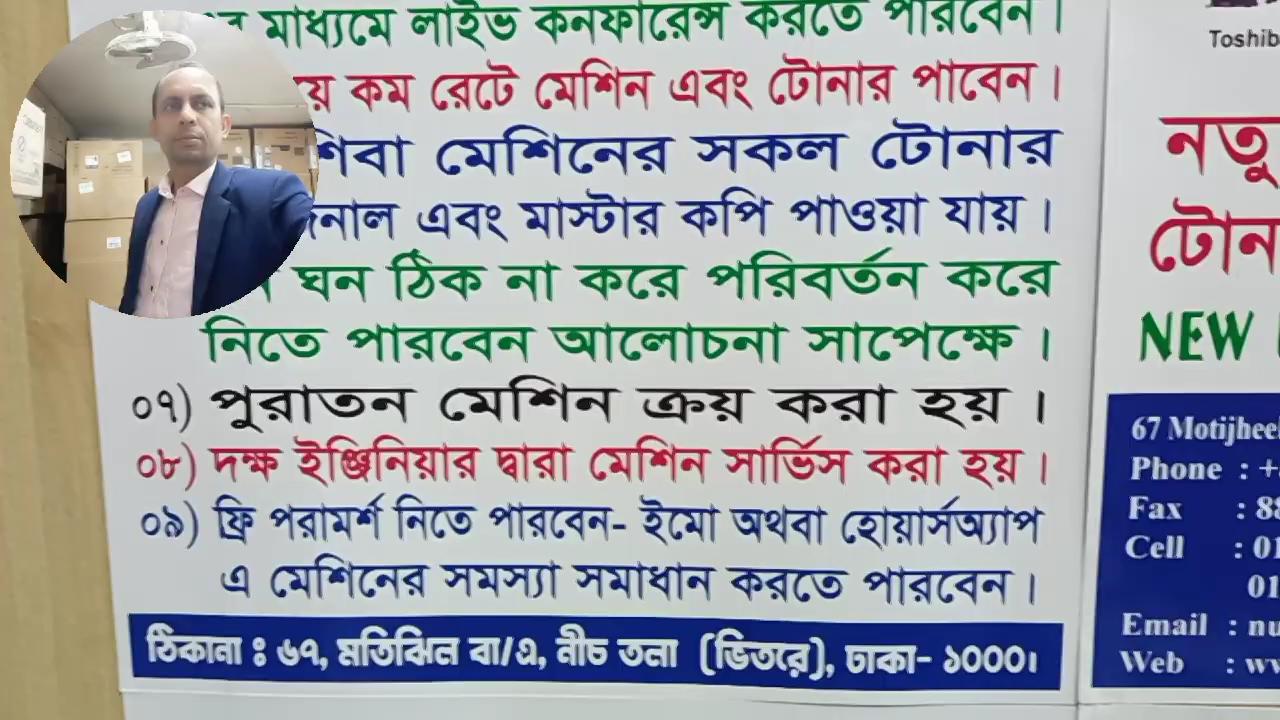 মাধ্যমে লাইভ কনফারেন্স করতে পারবেন।
কম রেটে মেশিন এবং টোনার পাবেন।
মেশিনের সকল টোনার
এবং মাস্টার কপি পাওয়া যায়।
ঘন ঠিক না করে পরিবর্তন করে
নিতে পারবেন আলোচনা সাপেক্ষে।
০৭) পুরাতন মেশিন ক্রয় করা হয়।
০৮) দক্ষ ইঞ্জিনিয়ার দ্বারা মেশিন সার্ভিস করা হয়।
০৯) ফ্রি পরামর্শ নিতে পারবেন- ইমো অথবা হোয়ার্সঅ্যাপ
এ মেশিনের সমস্যা সমাধান করতে পারবেন।
ঠিকানা : ৬৭, মতিঝিল বা/এ, নীচ তলা (ভিতরে), ঢাকা- ১০০০।
Toshib
নতু
টোন
NEW
67 Motijhee
Phone : +
Fax : 88
Cell : 01
01
Email : nu
Web : ww